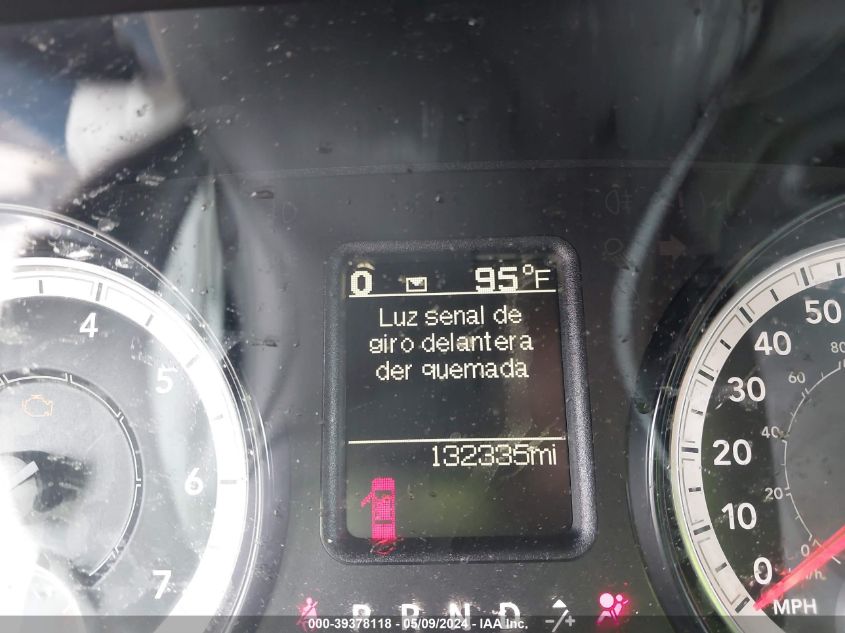 O 95°F
Luz senal de
giro delantera
der quemada
132335mi
4
5
6
7
50
40
30
20
10
0
80
60
40
20
0
km/h
MPH
P R N D +
000-39378118 - 05/09/2024 - IAA Inc.